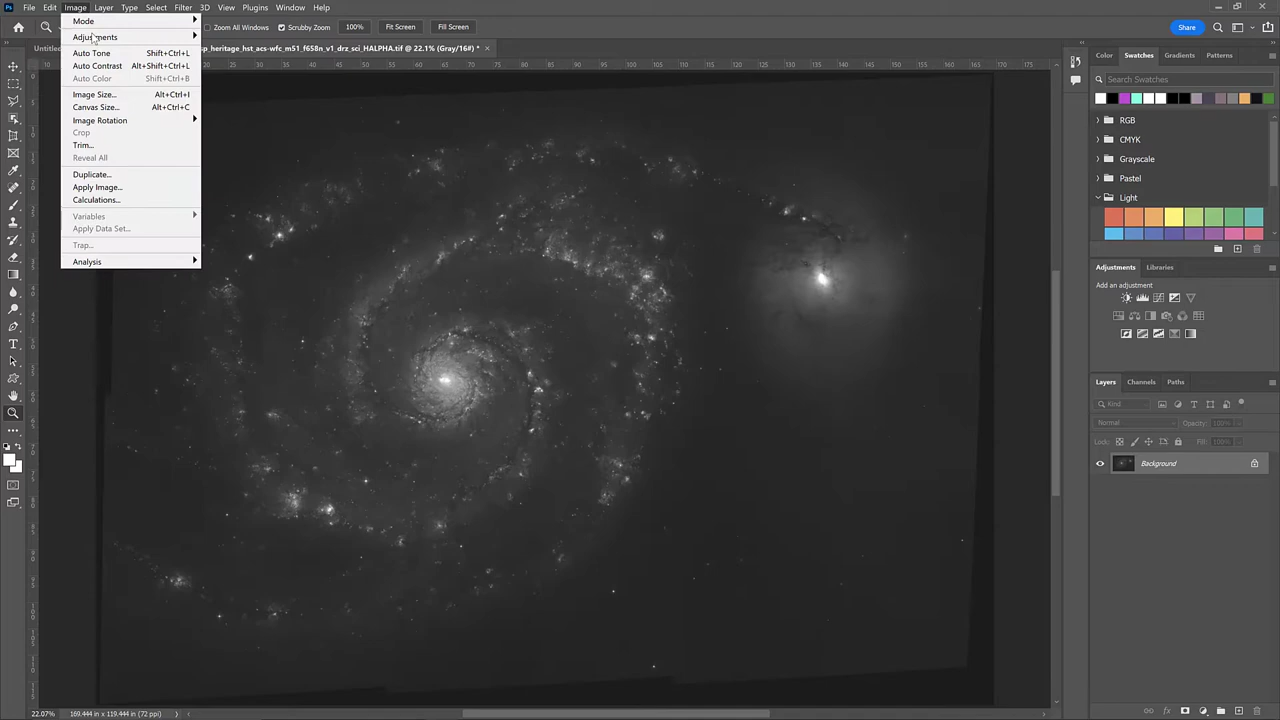 Ps File Edit Image Layer Type Select Filter 3D View Plugins Window Help
Zoom All Windows Scrubby Zoom 100% Fit Screen Fill Screen Share
sp_heritage_hst_acs-wfc_m51_f658n_v1_drz_sci_HALPHA.tif @ 22.1% (Gray/16#) * ×
Mode
Adjustments
Auto Tone Shift+Ctrl+L
Auto Contrast Alt+Shift+Ctrl+L
Auto Color Shift+Ctrl+B
Image Size... Alt+Ctrl+I
Canvas Size... Alt+Ctrl+C
Image Rotation
Crop
Trim...
Reveal All
Duplicate...
Apply Image...
Calculations...
Variables
Apply Data Set...
Trap...
Analysis
Color Swatches Gradients Patterns
Search Swatches
RGB
CMYK
Grayscale
Pastel
Light
Adjustments Libraries
Add an adjustment
Layers Channels Paths
Kind
Normal Opacity: 100%
Lock: Fill: 100%
Background
22.07% 169.444 in x 119.444 in (72 ppi)